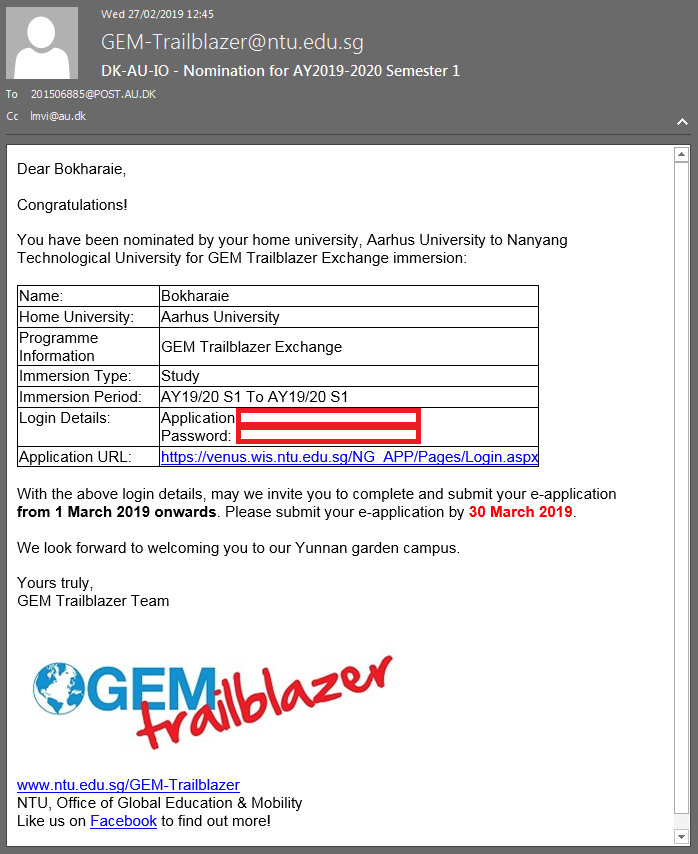 Wed 27/02/2019 12:45
GEM-Trailblazer@ntu.edu.sg
DK-AU-IO - Nomination for AY2019-2020 Semester 1
To 201506885@POST.AU.DK
Cc lmvi@au.dk
Dear Bokharaie,
Congratulations!
You have been nominated by your home university, Aarhus University to Nanyang
Technological University for GEM Trailblazer Exchange immersion:
Name: Bokharaie
Home University: Aarhus University
Programme
Information GEM Trailblazer Exchange
Immersion Type: Study
Immersion Period: AY19/20 S1 To AY19/20 S1
Login Details: Application
Password:
Application URL: https://venus.wis.ntu.edu.sg/NG_APP/Pages/Login.aspx
With the above login details, may we invite you to complete and submit your e-application
from 1 March 2019 onwards. Please submit your e-application by 30 March 2019.
We look forward to welcoming you to our Yunnan garden campus.
Yours truly,
GEM Trailblazer Team
GEM
trailblazer
www.ntu.edu.sg/GEM-Trailblazer
NTU, Office of Global Education & Mobility
Like us on Facebook to find out more!